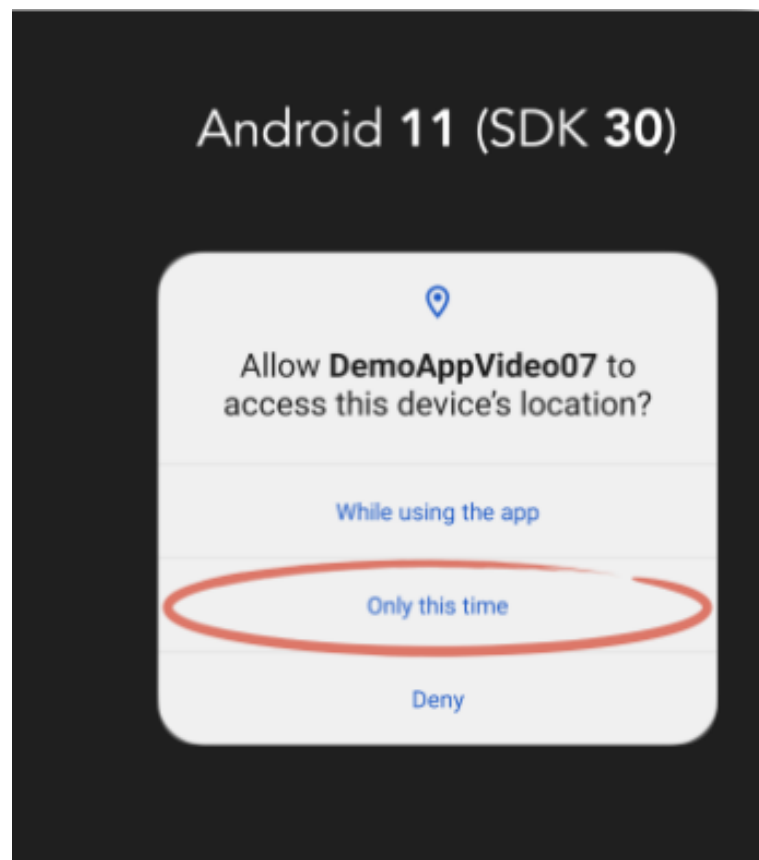 Android 11 (SDK 30)
Allow DemoAppVideo07 to
access this device's location?
While using the app
Only this time
Deny